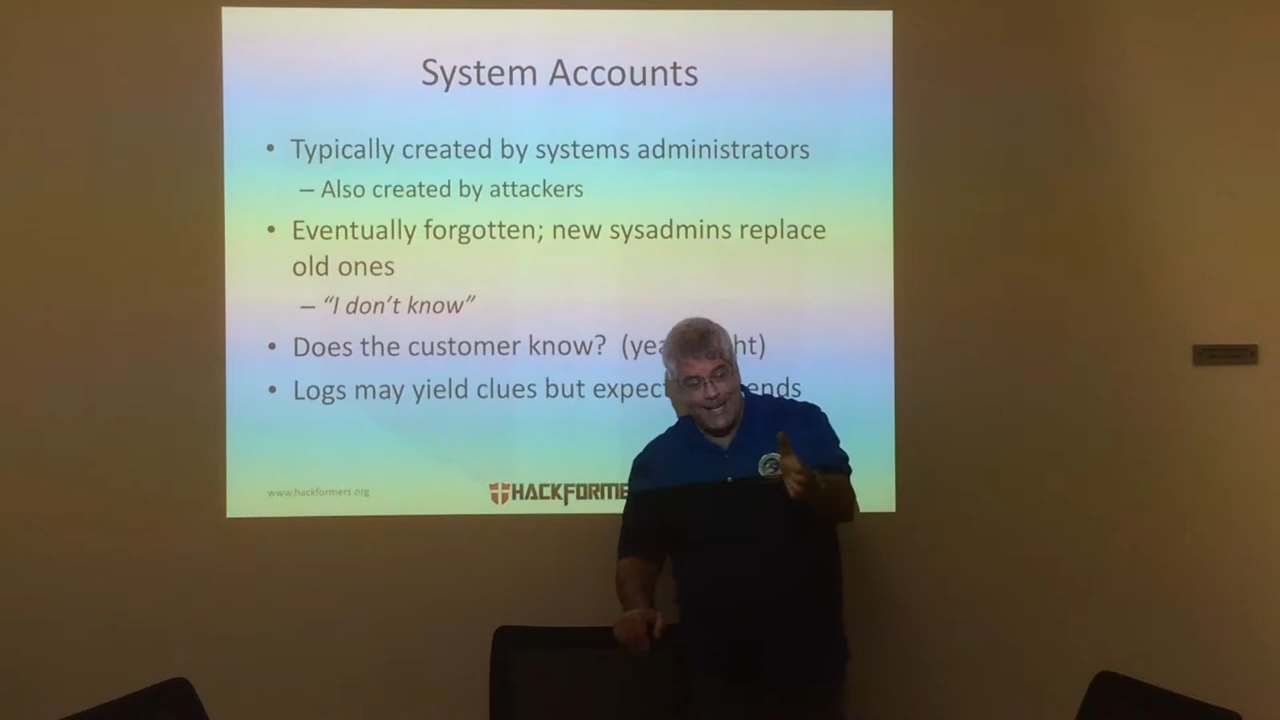 System Accounts
• Typically created by systems administrators
– Also created by attackers
• Eventually forgotten; new sysadmins replace
old ones
– “I don’t know”
• Does the customer know? (yea ht)
• Logs may yield clues but expect ends
www.hackformers.org
HACKFORME